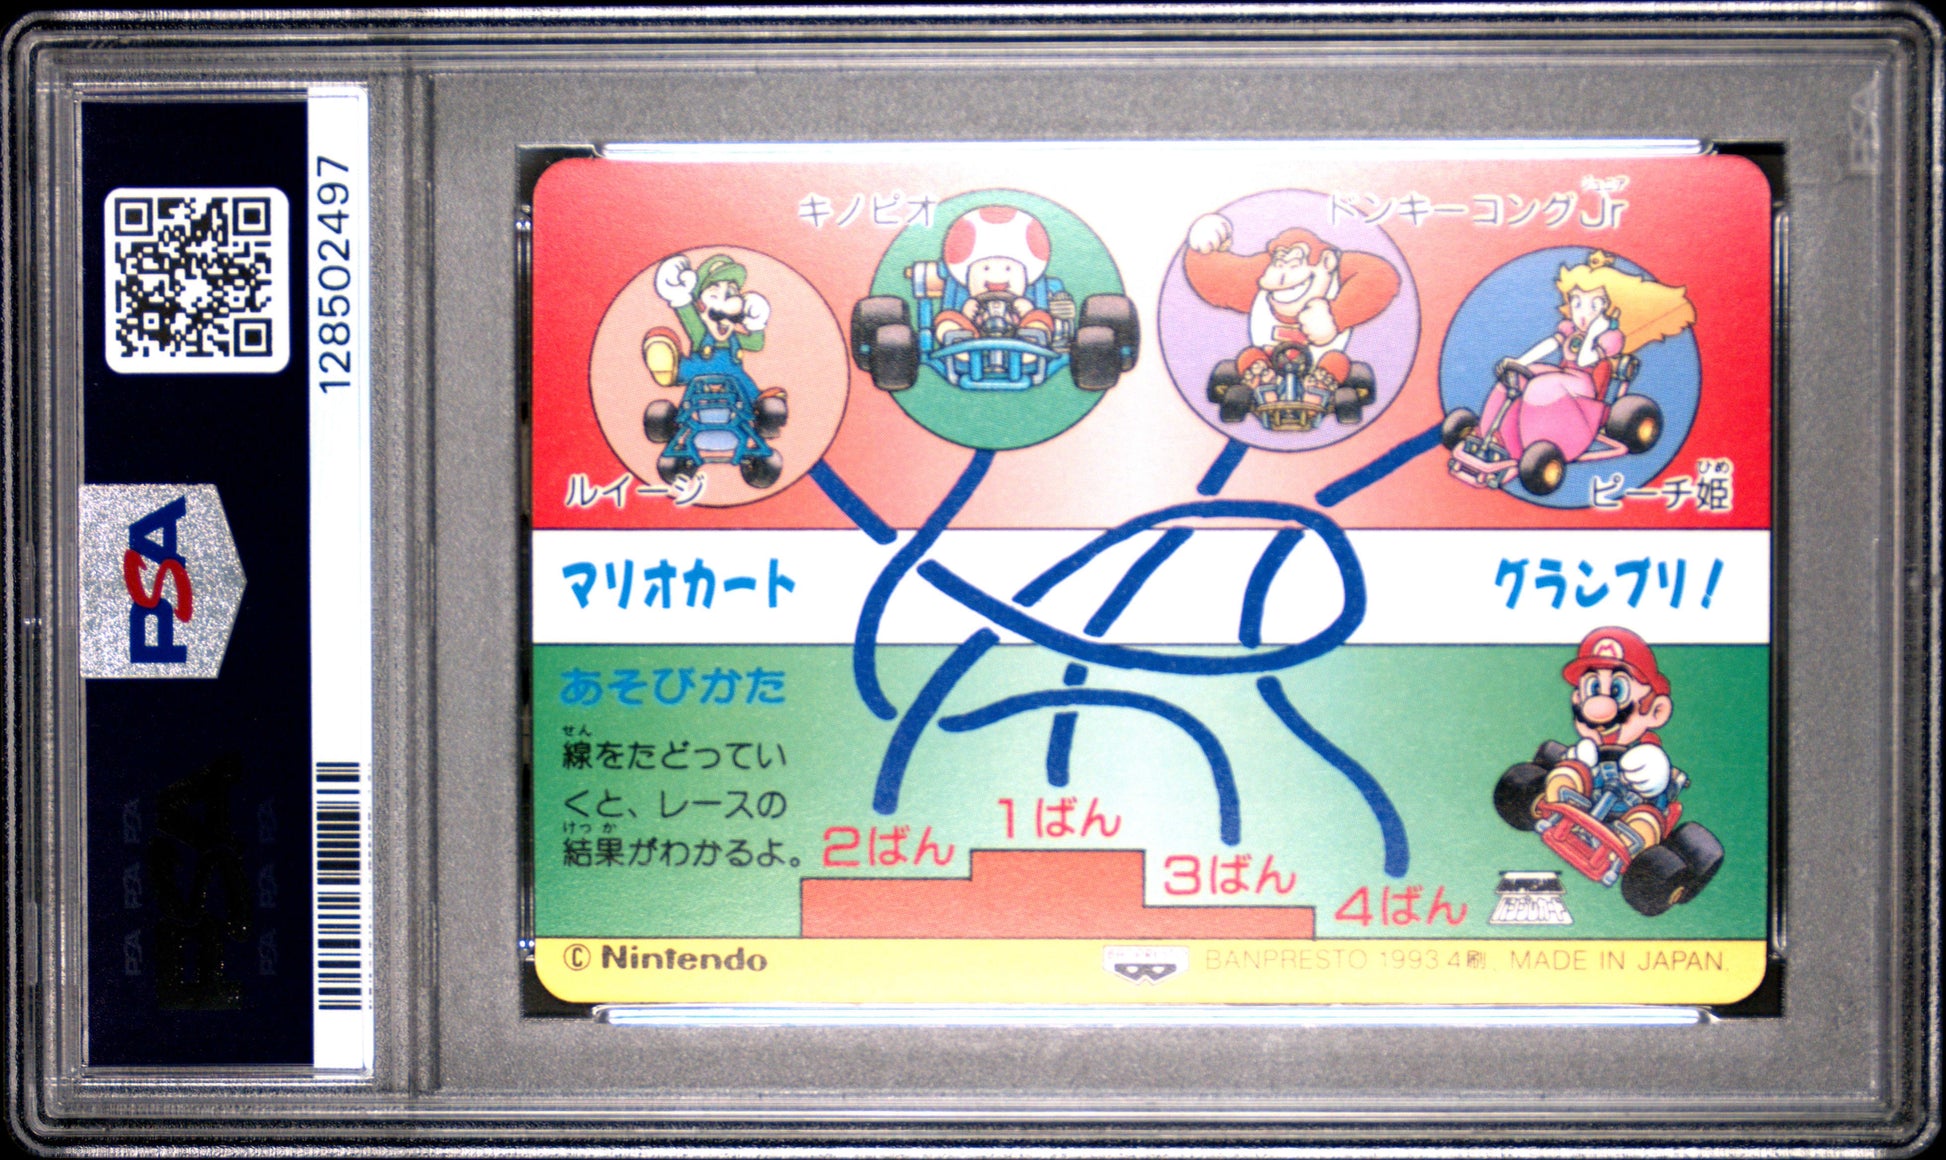 128502497
PSA
キノピオ
ドンキーコングJr
ジュニア
ルイージ
ピーチ姫
ひめ
マリオカート
グランプリ!
あそびかた
せん
線をたどってい
くと、レースの
けっか
結果がわかるよ。
1ばん
2ばん
3ばん
4ばん
© Nintendo
BANPRESTO 1993 4刷 MADE IN JAPAN.